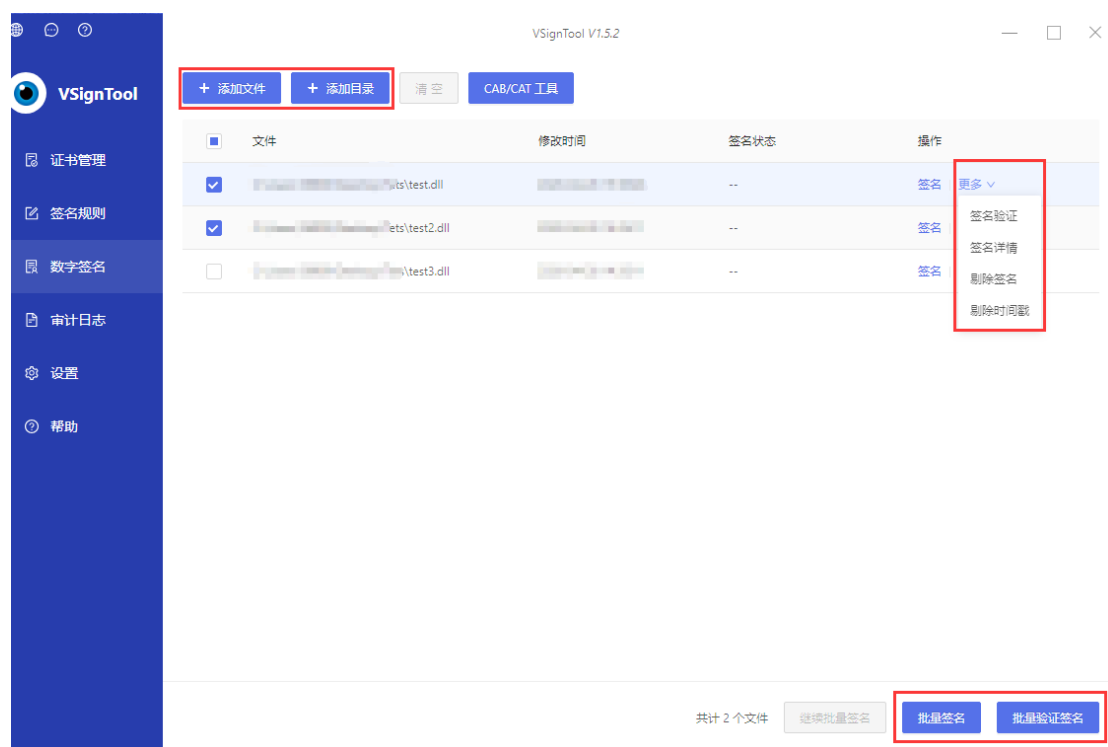 VSignTool V1.5.2
VSignTool
+ 添加文件 + 添加目录 清空 CAB/CAT 工具
文件 修改时间 签名状态 操作
ts\test.dll -- 签名 更多
ets\test2.dll -- 签名
s\test3.dll -- 签名
签名验证
签名详情
剔除签名
剔除时间戳
证书管理
签名规则
数字签名
审计日志
设置
帮助
共计 2 个文件 继续批量签名 批量签名 批量验证签名